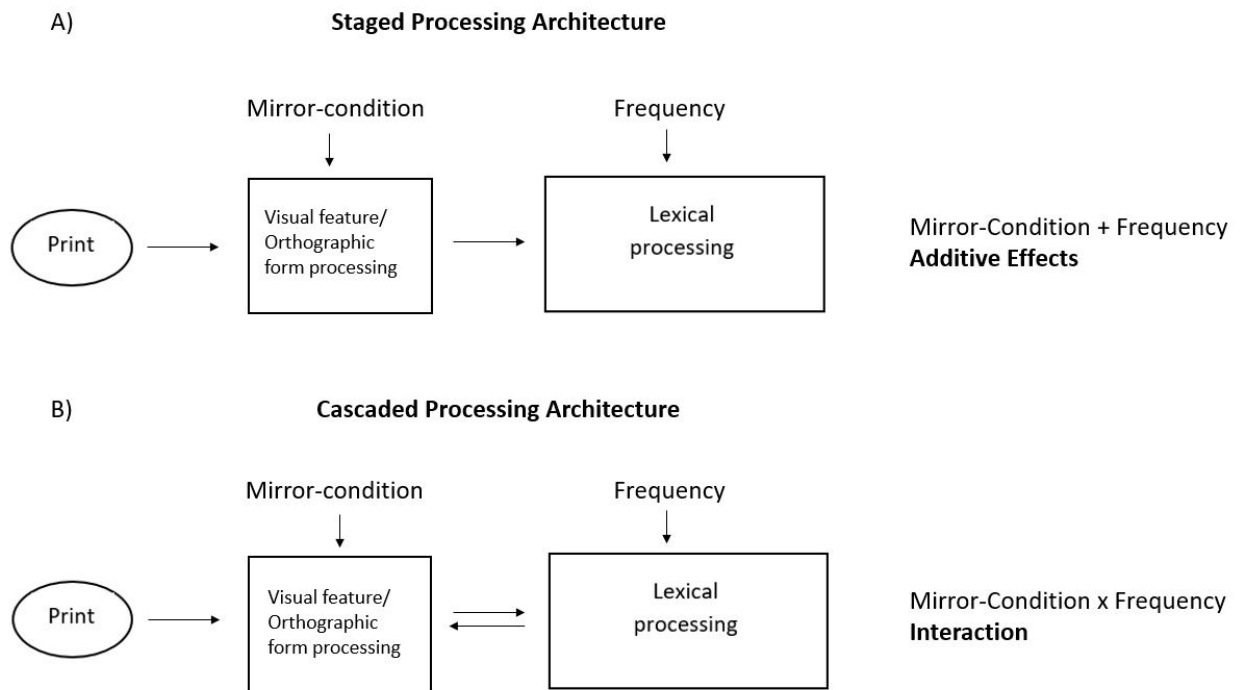 A)
Staged Processing Architecture
Mirror-condition
Frequency
Print
Visual feature/
Orthographic
form processing
Lexical
processing
Mirror-Condition + Frequency
Additive Effects
B)
Cascaded Processing Architecture
Mirror-condition
Frequency
Print
Visual feature/
Orthographic
form processing
Lexical
processing
Mirror-Condition x Frequency
Interaction